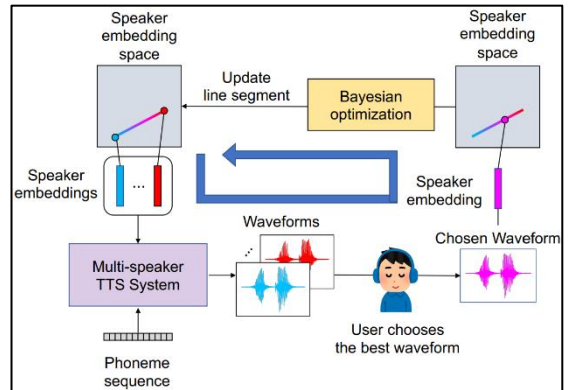 Speaker
embedding
space
Speaker
embedding
space
Update
line segment
Bayesian
optimization
Speaker
embeddings
...
Speaker
embedding
Waveforms
Chosen Waveform
...
Multi-speaker
TTS System
User chooses
the best waveform
Phoneme
sequence